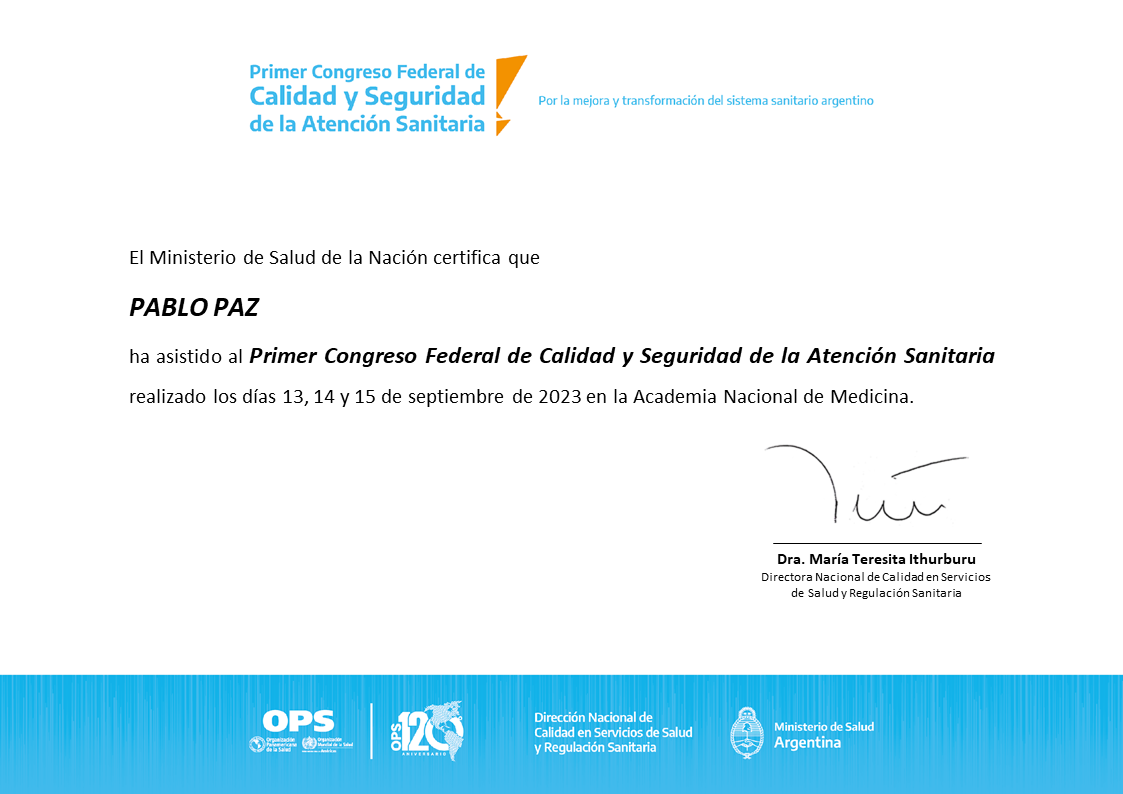 Primer Congreso Federal de
Calidad y Seguridad
de la Atención Sanitaria
Por la mejora y transformación del sistema sanitario argentino
El Ministerio de Salud de la Nación certifica que
PABLO PAZ
ha asistido al Primer Congreso Federal de Calidad y Seguridad de la Atención Sanitaria
realizado los días 13, 14 y 15 de septiembre de 2023 en la Academia Nacional de Medicina.
Dra. María Teresita Ithurburu
Directora Nacional de Calidad en Servicios
de Salud y Regulación Sanitaria
OPS
Organización
Panamericana
de la Salud
Organización
Mundial de la Salud
OPS
120
ANIVERSARIO
Dirección Nacional de
Calidad en Servicios de Salud
y Regulación Sanitaria
Ministerio de Salud
Argentina